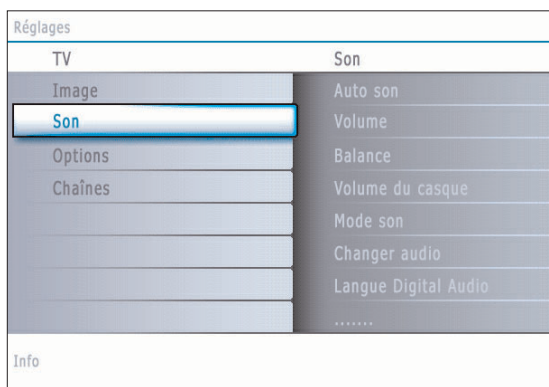 Réglages
TV
Son
Image
Son
Options
Chaînes
Auto son
Volume
Balance
Volume du casque
Mode son
Changer audio
Langue Digital Audio
.......
Info